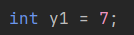 int y1 = 7;